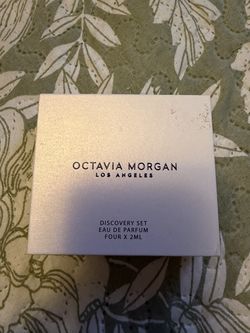 OCTAVIA MORGAN
LOS ANGELES
DISCOVERY SET
EAU DE PARFUM
FOUR X 2ML